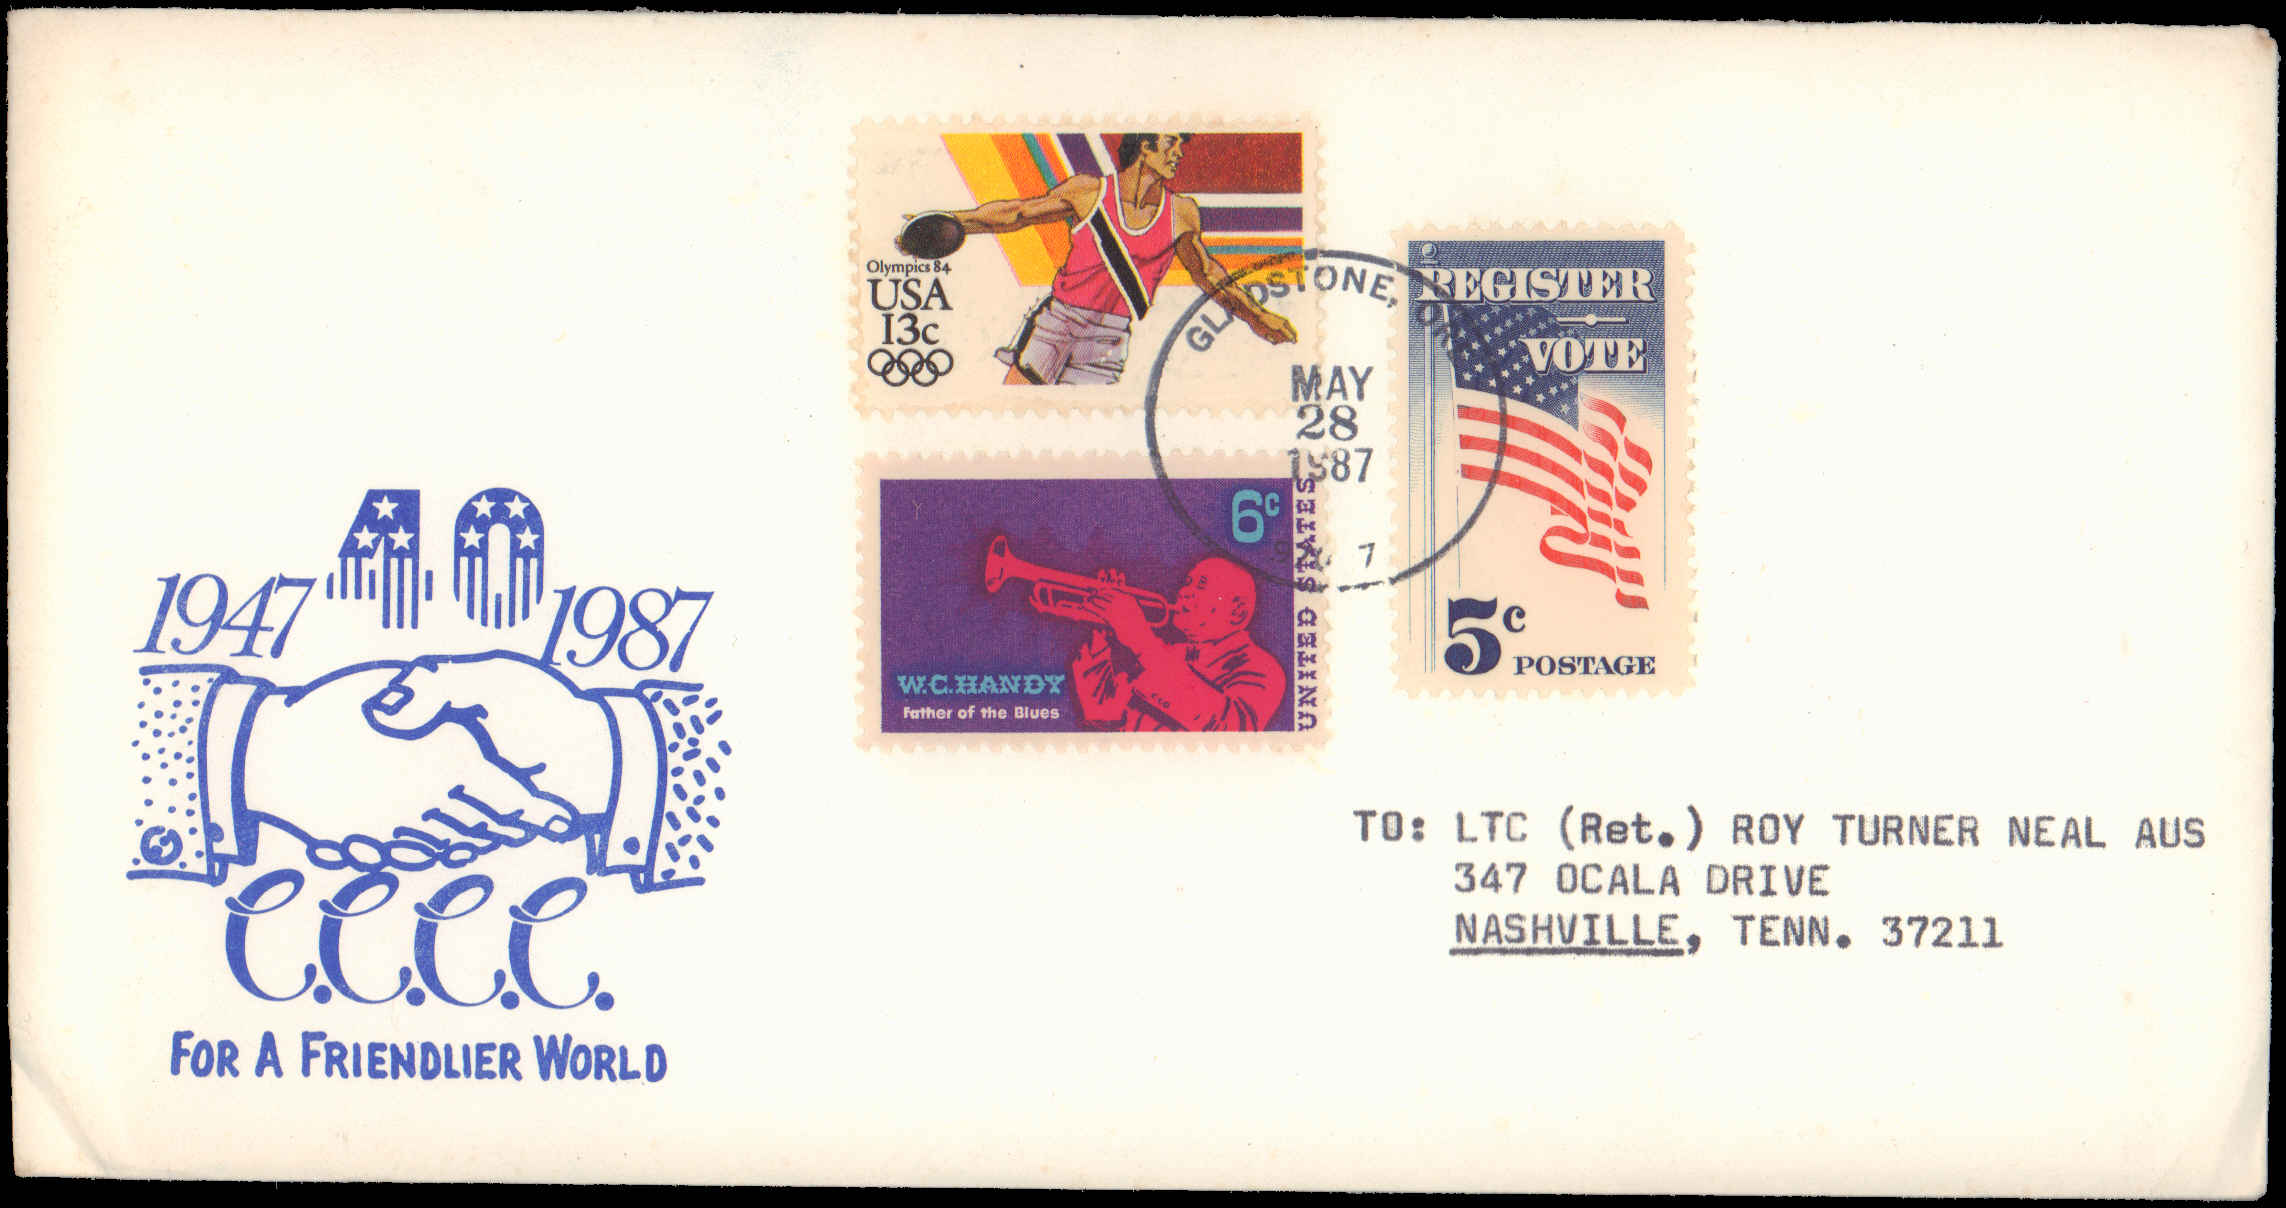 Olympics 84
USA
13c
GLADSTONE, ORE
MAY
28
1987
REGISTER
VOTE
5c
POSTAGE
6c
UNITED STATES
W.C.HANDY
Father of the Blues
40
1947 1987
C.C.C.C.
FOR A FRIENDLIER WORLD
TO: LTC (Ret.) ROY TURNER NEAL AUS
347 OCALA DRIVE
NASHVILLE, TENN. 37211